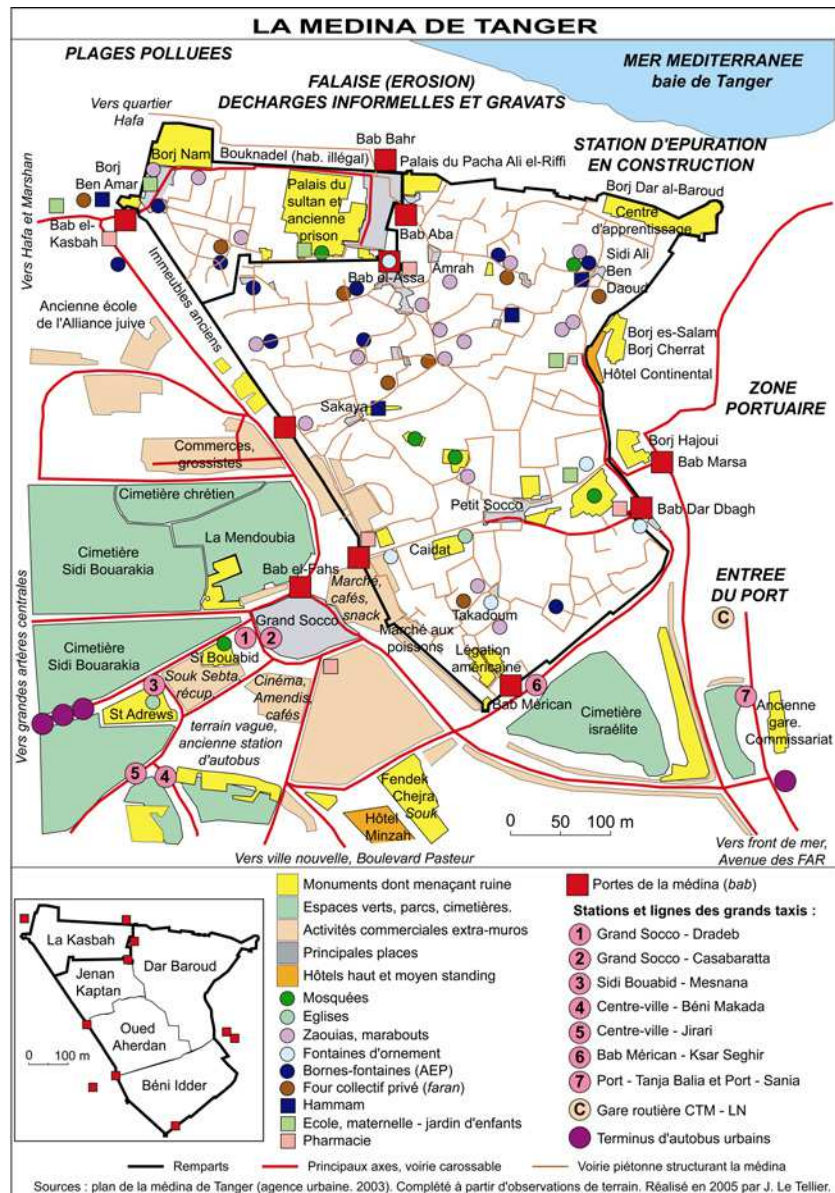 LA MEDINA DE TANGER
PLAGES POLLUEES
MER MEDITERRANEE
baie de Tanger
FALAISE (EROSION)
DECHARGES INFORMELLES ET GRAVATS
Vers quartier
Hafa
Bab Bahr
STATION D'EPURATION
EN CONSTRUCTION
Borj Nam
Bouknadel (hab. illégal)
Palais du Pacha Ali el-Riffi
Borj
Ben Amar
Palais du
sultan et
ancienne
prison
Borj Dar al-Baroud
Centre
d'apprentissage
Vers Hafa et Marshan
Bab el-
Kasbah
Bab Aba
Sidi Ali
Ben
Daoud
Bab el-Assa
Amrah
Immeubles anciens
Ancienne école
de l'Alliance juive
Borj es-Salam
Borj Cherrat
Hôtel Continental
ZONE
PORTUAIRE
Sakaya
Commerces,
grossistes
Borj Hajoui
Bab Marsa
Cimetière chrétien
Petit Socco
Bab Dar Dbagh
Cimetière
Sidi Bouarakia
La Mendoubia
Caidat
Bab el-Fahs
Marché,
cafés,
snack
ENTREE
DU PORT
C
Grand Socco
Takadoum
Marché aux
poissons
Légation
américaine
Cimetière
Sidi Bouarakia
1
2
Si Bouabid
Souk Sebta,
récup.
Cinéma,
Amendis,
cafés
3
St Adrews
Bab Mérican
6
Cimetière
israélite
7
Ancienne
gare.
Commissariat
Vers grandes artères centrales
terrain vague,
ancienne station
d'autobus
5
4
Fendek
Chejra,
Souk
Hôtel
Minzah
0 50 100 m
Vers ville nouvelle, Boulevard Pasteur
Vers front de mer,
Avenue des FAR
La Kasbah
Dar Baroud
Jenan
Kaptan
Oued
Aherdan
0 100 m
Béni Idder
Monuments dont menaçant ruine
Espaces verts, parcs, cimetières.
Activités commerciales extra-muros
Principales places
Hôtels haut et moyen standing
Mosquées
Eglises
Zaouias, marabouts
Fontaines d'ornement
Bornes-fontaines (AEP)
Four collectif privé (faran)
Hammam
Ecole, maternelle - jardin d'enfants
Pharmacie
Portes de la médina (bab)
Stations et lignes des grands taxis :
1 Grand Socco - Dradeb
2 Grand Socco - Casabaratta
3 Sidi Bouabid - Mesnana
4 Centre-ville - Béni Makada
5 Centre-ville - Jirari
6 Bab Mérican - Ksar Seghir
7 Port - Tanja Balia et Port - Sania
C Gare routière CTM - LN
Terminus d'autobus urbains
Remparts
Principaux axes, voirie carossable
Voirie piétonne structurant la médina
Sources : plan de la médina de Tanger (agence urbaine. 2003). Complété à partir d'observations de terrain. Réalisé en 2005 par J. Le Tellier.